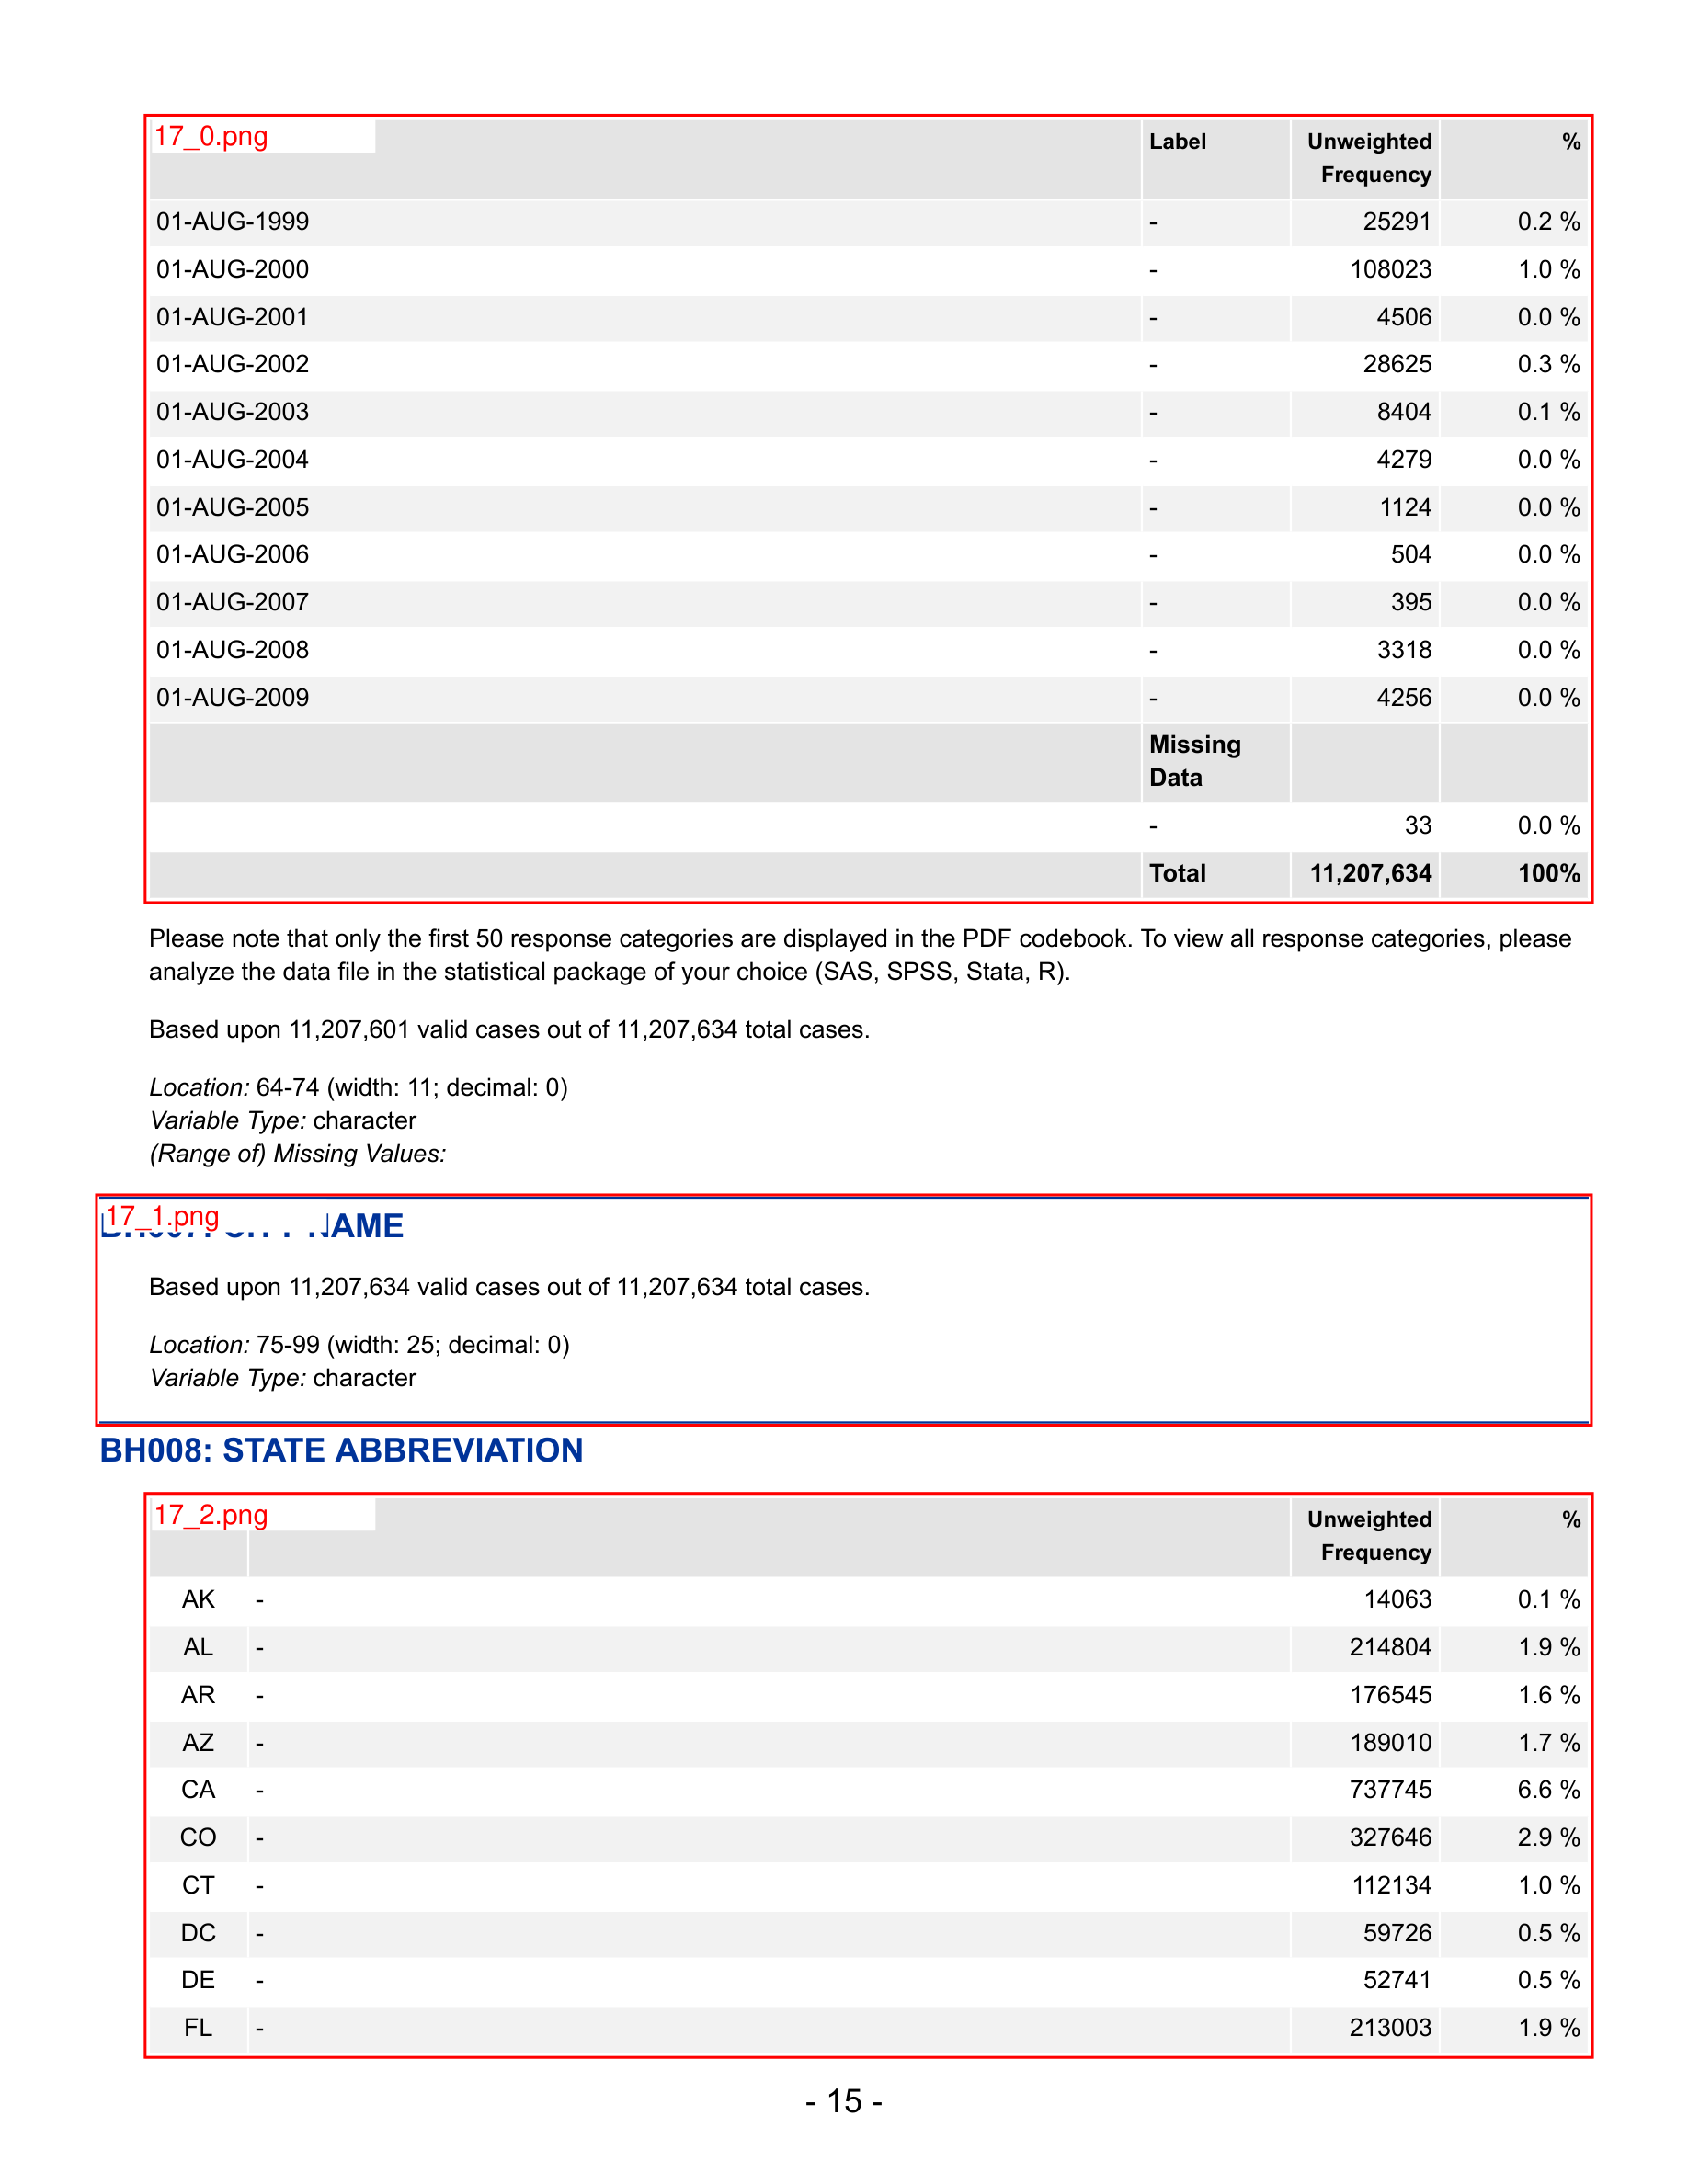 17_0.png
Label Unweighted Frequency %
01-AUG-1999 - 25291 0.2 %
01-AUG-2000 - 108023 1.0 %
01-AUG-2001 - 4506 0.0 %
01-AUG-2002 - 28625 0.3 %
01-AUG-2003 - 8404 0.1 %
01-AUG-2004 - 4279 0.0 %
01-AUG-2005 - 1124 0.0 %
01-AUG-2006 - 504 0.0 %
01-AUG-2007 - 395 0.0 %
01-AUG-2008 - 3318 0.0 %
01-AUG-2009 - 4256 0.0 %
Missing Data
- 33 0.0 %
Total 11,207,634 100%
Please note that only the first 50 response categories are displayed in the PDF codebook. To view all response categories, please
analyze the data file in the statistical package of your choice (SAS, SPSS, Stata, R).
Based upon 11,207,601 valid cases out of 11,207,634 total cases.
Location: 64-74 (width: 11; decimal: 0)
Variable Type: character
(Range of) Missing Values:
17_1.png
NAME
Based upon 11,207,634 valid cases out of 11,207,634 total cases.
Location: 75-99 (width: 25; decimal: 0)
Variable Type: character
BH008: STATE ABBREVIATION
17_2.png
Unweighted Frequency %
AK - 14063 0.1 %
AL - 214804 1.9 %
AR - 176545 1.6 %
AZ - 189010 1.7 %
CA - 737745 6.6 %
CO - 327646 2.9 %
CT - 112134 1.0 %
DC - 59726 0.5 %
DE - 52741 0.5 %
FL - 213003 1.9 %
- 15 -